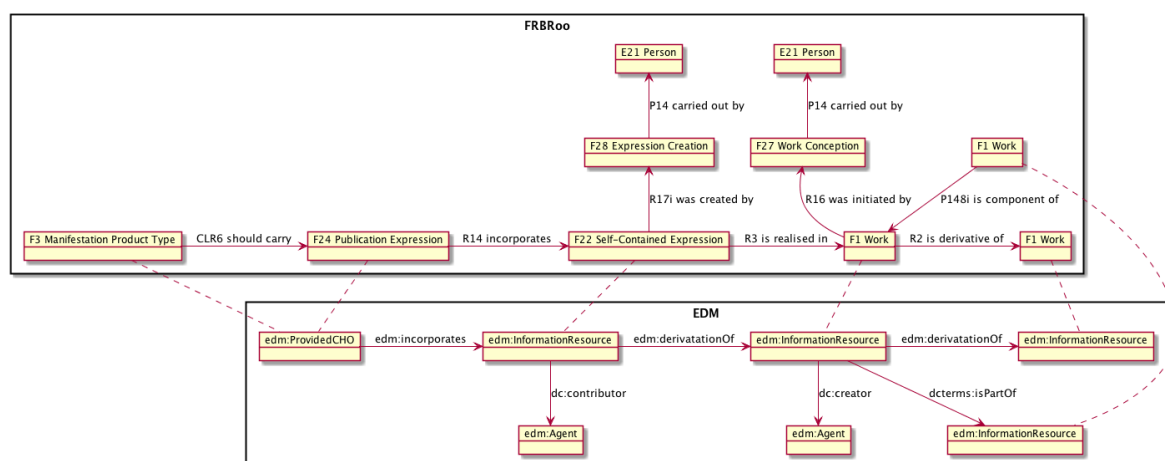 FRBRoo
E21 Person
E21 Person
P14 carried out by
P14 carried out by
F28 Expression Creation
F27 Work Conception
F1 Work
R17i was created by
R16 was initiated by
P148i is component of
F3 Manifestation Product Type
CLR6 should carry
F24 Publication Expression
R14 incorporates
F22 Self-Contained Expression
R3 is realised in
F1 Work
R2 is derivative of
F1 Work
EDM
edm:ProvidedCHO
edm:incorporates
edm:InformationResource
edm:derivatationOf
edm:InformationResource
edm:derivatationOf
edm:InformationResource
dc:contributor
dc:creator
dcterms:isPartOf
edm:Agent
edm:Agent
edm:InformationResource